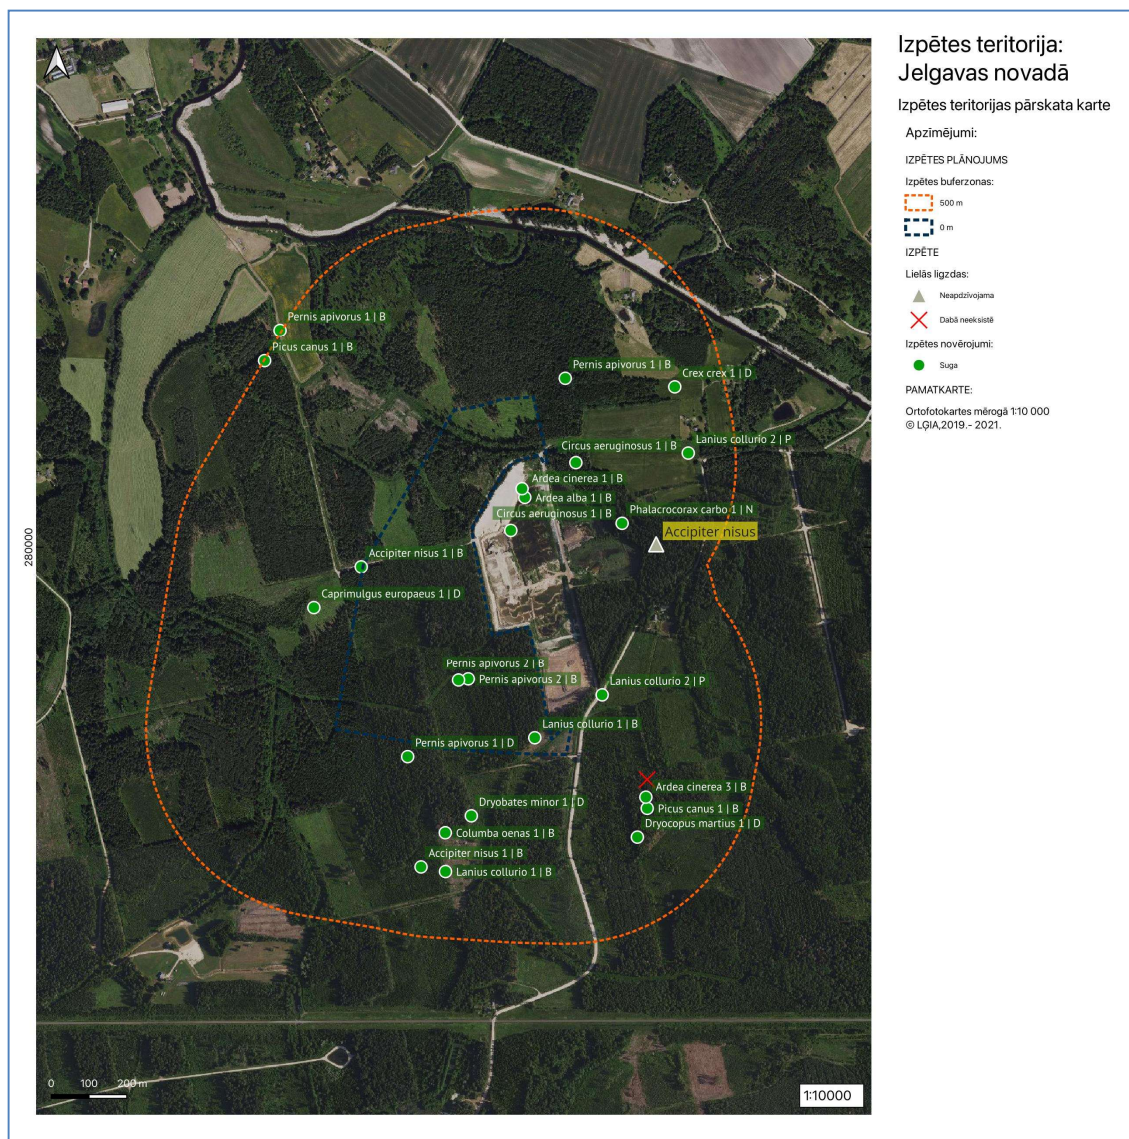 Izpētes teritorija:
Jelgavas novadā
Izpētes teritorijas pārskata karte
Apzīmējumi:
IZPĒTES PLĀNOJUMS
Izpētes buferzonas:
500 m
0 m
IZPĒTE
Lielās ligzdas:
Neapdzīvojama
Dabā neeksistē
Izpētes novērojumi:
Suga
PAMATKARTE:
Ortofotokartes mērogā 1:10 000
© LĢIA,2019.- 2021.
Pernis apivorus 1 | B
Picus canus 1 | B
Pernis apivorus 1 | B
Crex crex 1 | D
Lanius collurio 2 | P
Circus aeruginosus 1 | B
Ardea cinerea 1 | B
Ardea alba 1 | B
Circus aeruginosus 1 | B
Phalacrocorax carbo 1 | N
Accipiter nisus
Accipiter nisus 1 | B
Caprimulgus europaeus 1 | D
Pernis apivorus 2 | B
Pernis apivorus 2 | B
Lanius collurio 2 | P
Lanius collurio 1 | B
Pernis apivorus 1 | D
Ardea cinerea 3 | B
Picus canus 1 | B
Dryocopus martius 1 | D
Dryobates minor 1 | D
Columba oenas 1 | B
Accipiter nisus 1 | B
Lanius collurio 1 | B
280000
0 100 200 m
1:10000